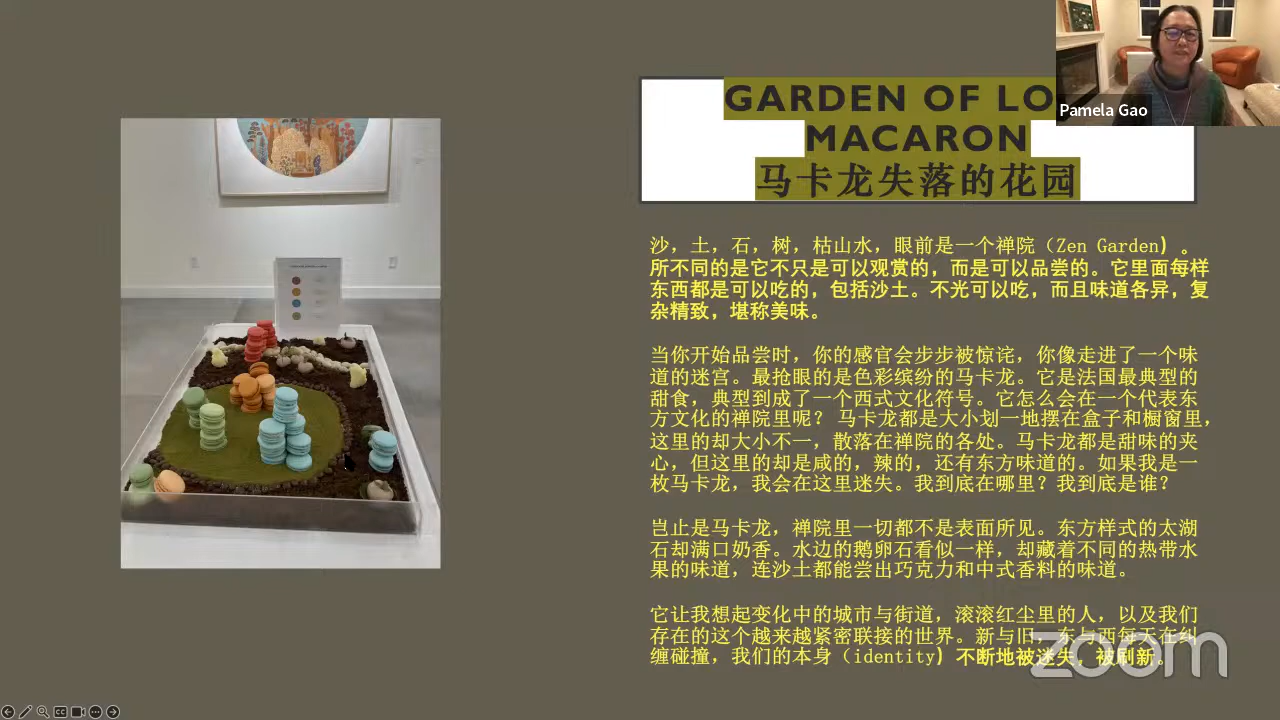 GARDEN OF LO
MACARON
马卡龙失落的花园
Pamela Gao
沙，土，石，树，枯山水，眼前是一个禅院（Zen Garden）。
所不同的是它不只是可以观赏的，而是可以品尝的。它里面每样
东西都是可以吃的，包括沙土。不光可以吃，而且味道各异，复
杂精致，堪称美味。
当你开始品尝时，你的感官会步步被惊诧，你像走进了一个味
道的迷宫。最抢眼的是色彩缤纷的马卡龙。它是法国最典型的
甜食，典型到成了一个西式文化符号。它怎么会在一个代表东
方文化的禅院里呢？ 马卡龙都是大小划一地摆在盒子和橱窗里，
这里的却大小不一，散落在禅院的各处。马卡龙都是甜味的夹
心，但这里的却是咸的，辣的，还有东方味道的。如果我是一
枚马卡龙，我会在这里迷失。我到底在哪里？我到底是谁？
岂止是马卡龙，禅院里一切都不是表面所见。东方样式的太湖
石却满口奶香。水边的鹅卵石看似一样，却藏着不同的热带水
果的味道，连沙土都能尝出巧克力和中式香料的味道。
它让我想起变化中的城市与街道，滚滚红尘里的人，以及我们
存在的这个越来越紧密联接的世界。新与旧，东与西每天在纠
缠碰撞，我们的本身（identity）不断地被迷失，被刷新。
zoom
CC